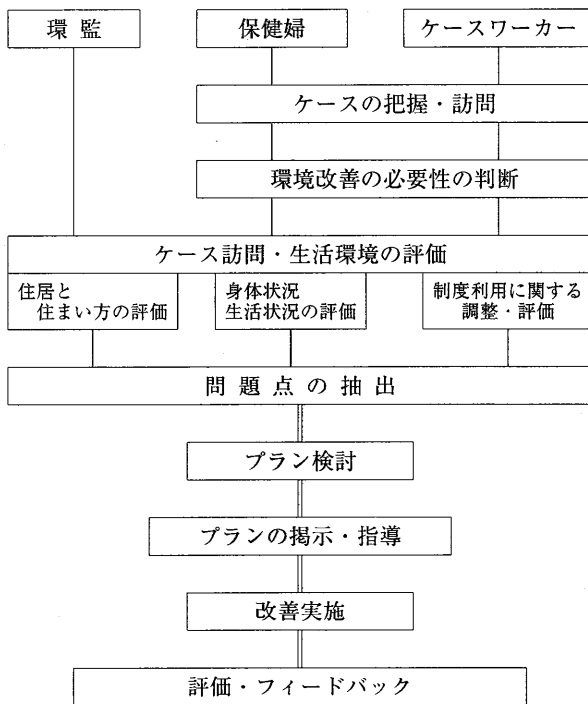 環監
保健婦
ケースワーカー
ケースの把握・訪問
環境改善の必要性の判断
ケース訪問・生活環境の評価
住居と
住まい方の評価
身体状況
生活状況の評価
制度利用に関する
調整・評価
問題点の抽出
プラン検討
プランの掲示・指導
改善実施
評価・フィードバック